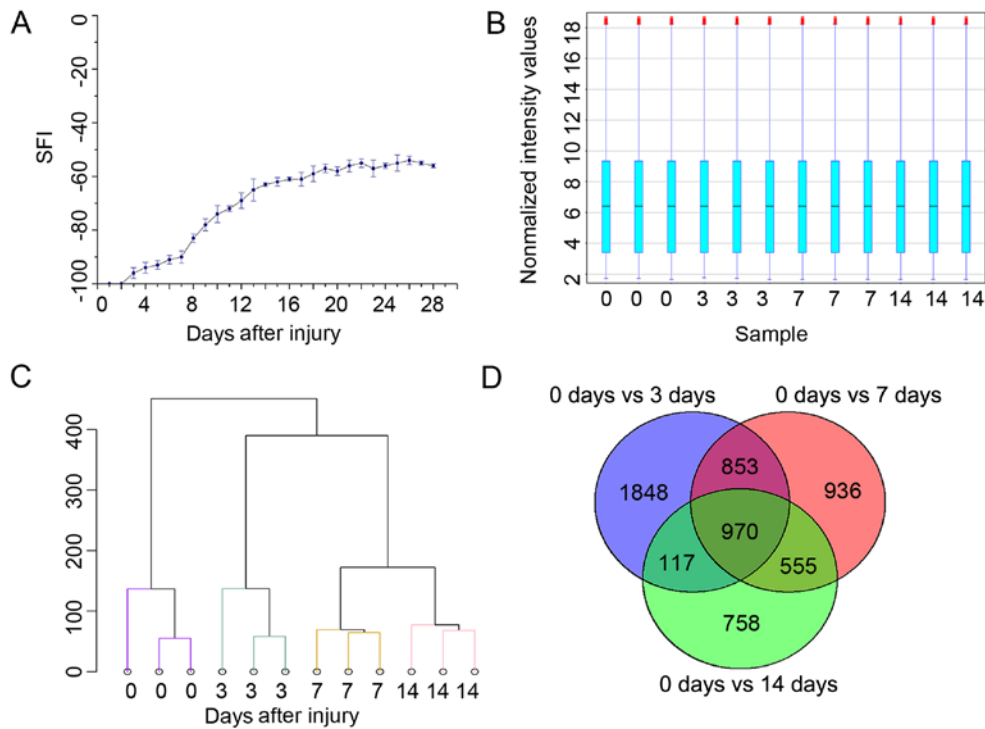 A
0
-20
-40
-60
-80
-100
SFI
0 4 8 12 16 20 24 28
Days after injury
B
Nonmalized intensity values
18
16
14
12
10
8
6
4
2
0 0 0 3 3 3 7 7 7 14 14 14
Sample
C
400
300
200
100
0
0 0 0 3 3 3 7 7 7 14 14 14
Days after injury
D
0 days vs 3 days 0 days vs 7 days
853
1848 936
970
117 555
758
0 days vs 14 days